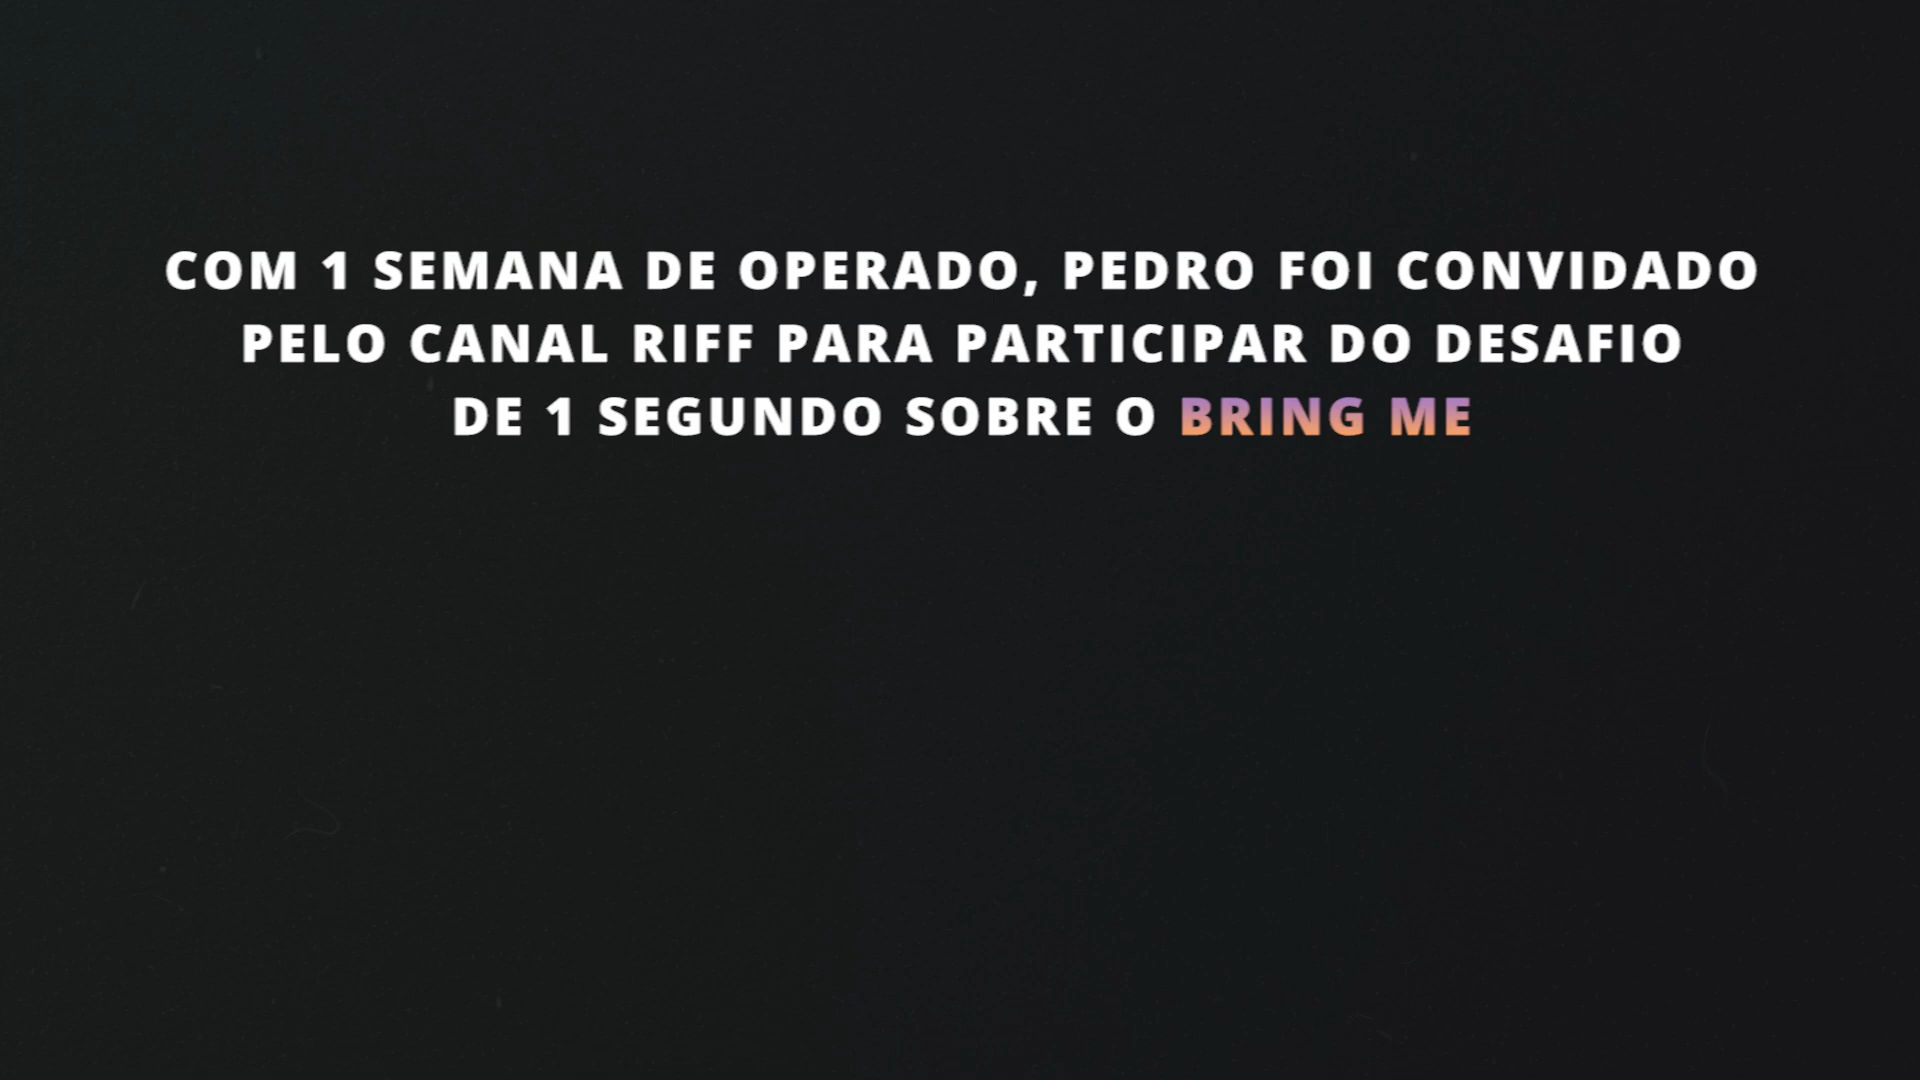 COM 1 SEMANA DE OPERADO, PEDRO FOI CONVIDADO
PELO CANAL RIFF PARA PARTICIPAR DO DESAFIO
DE 1 SEGUNDO SOBRE O BRING ME